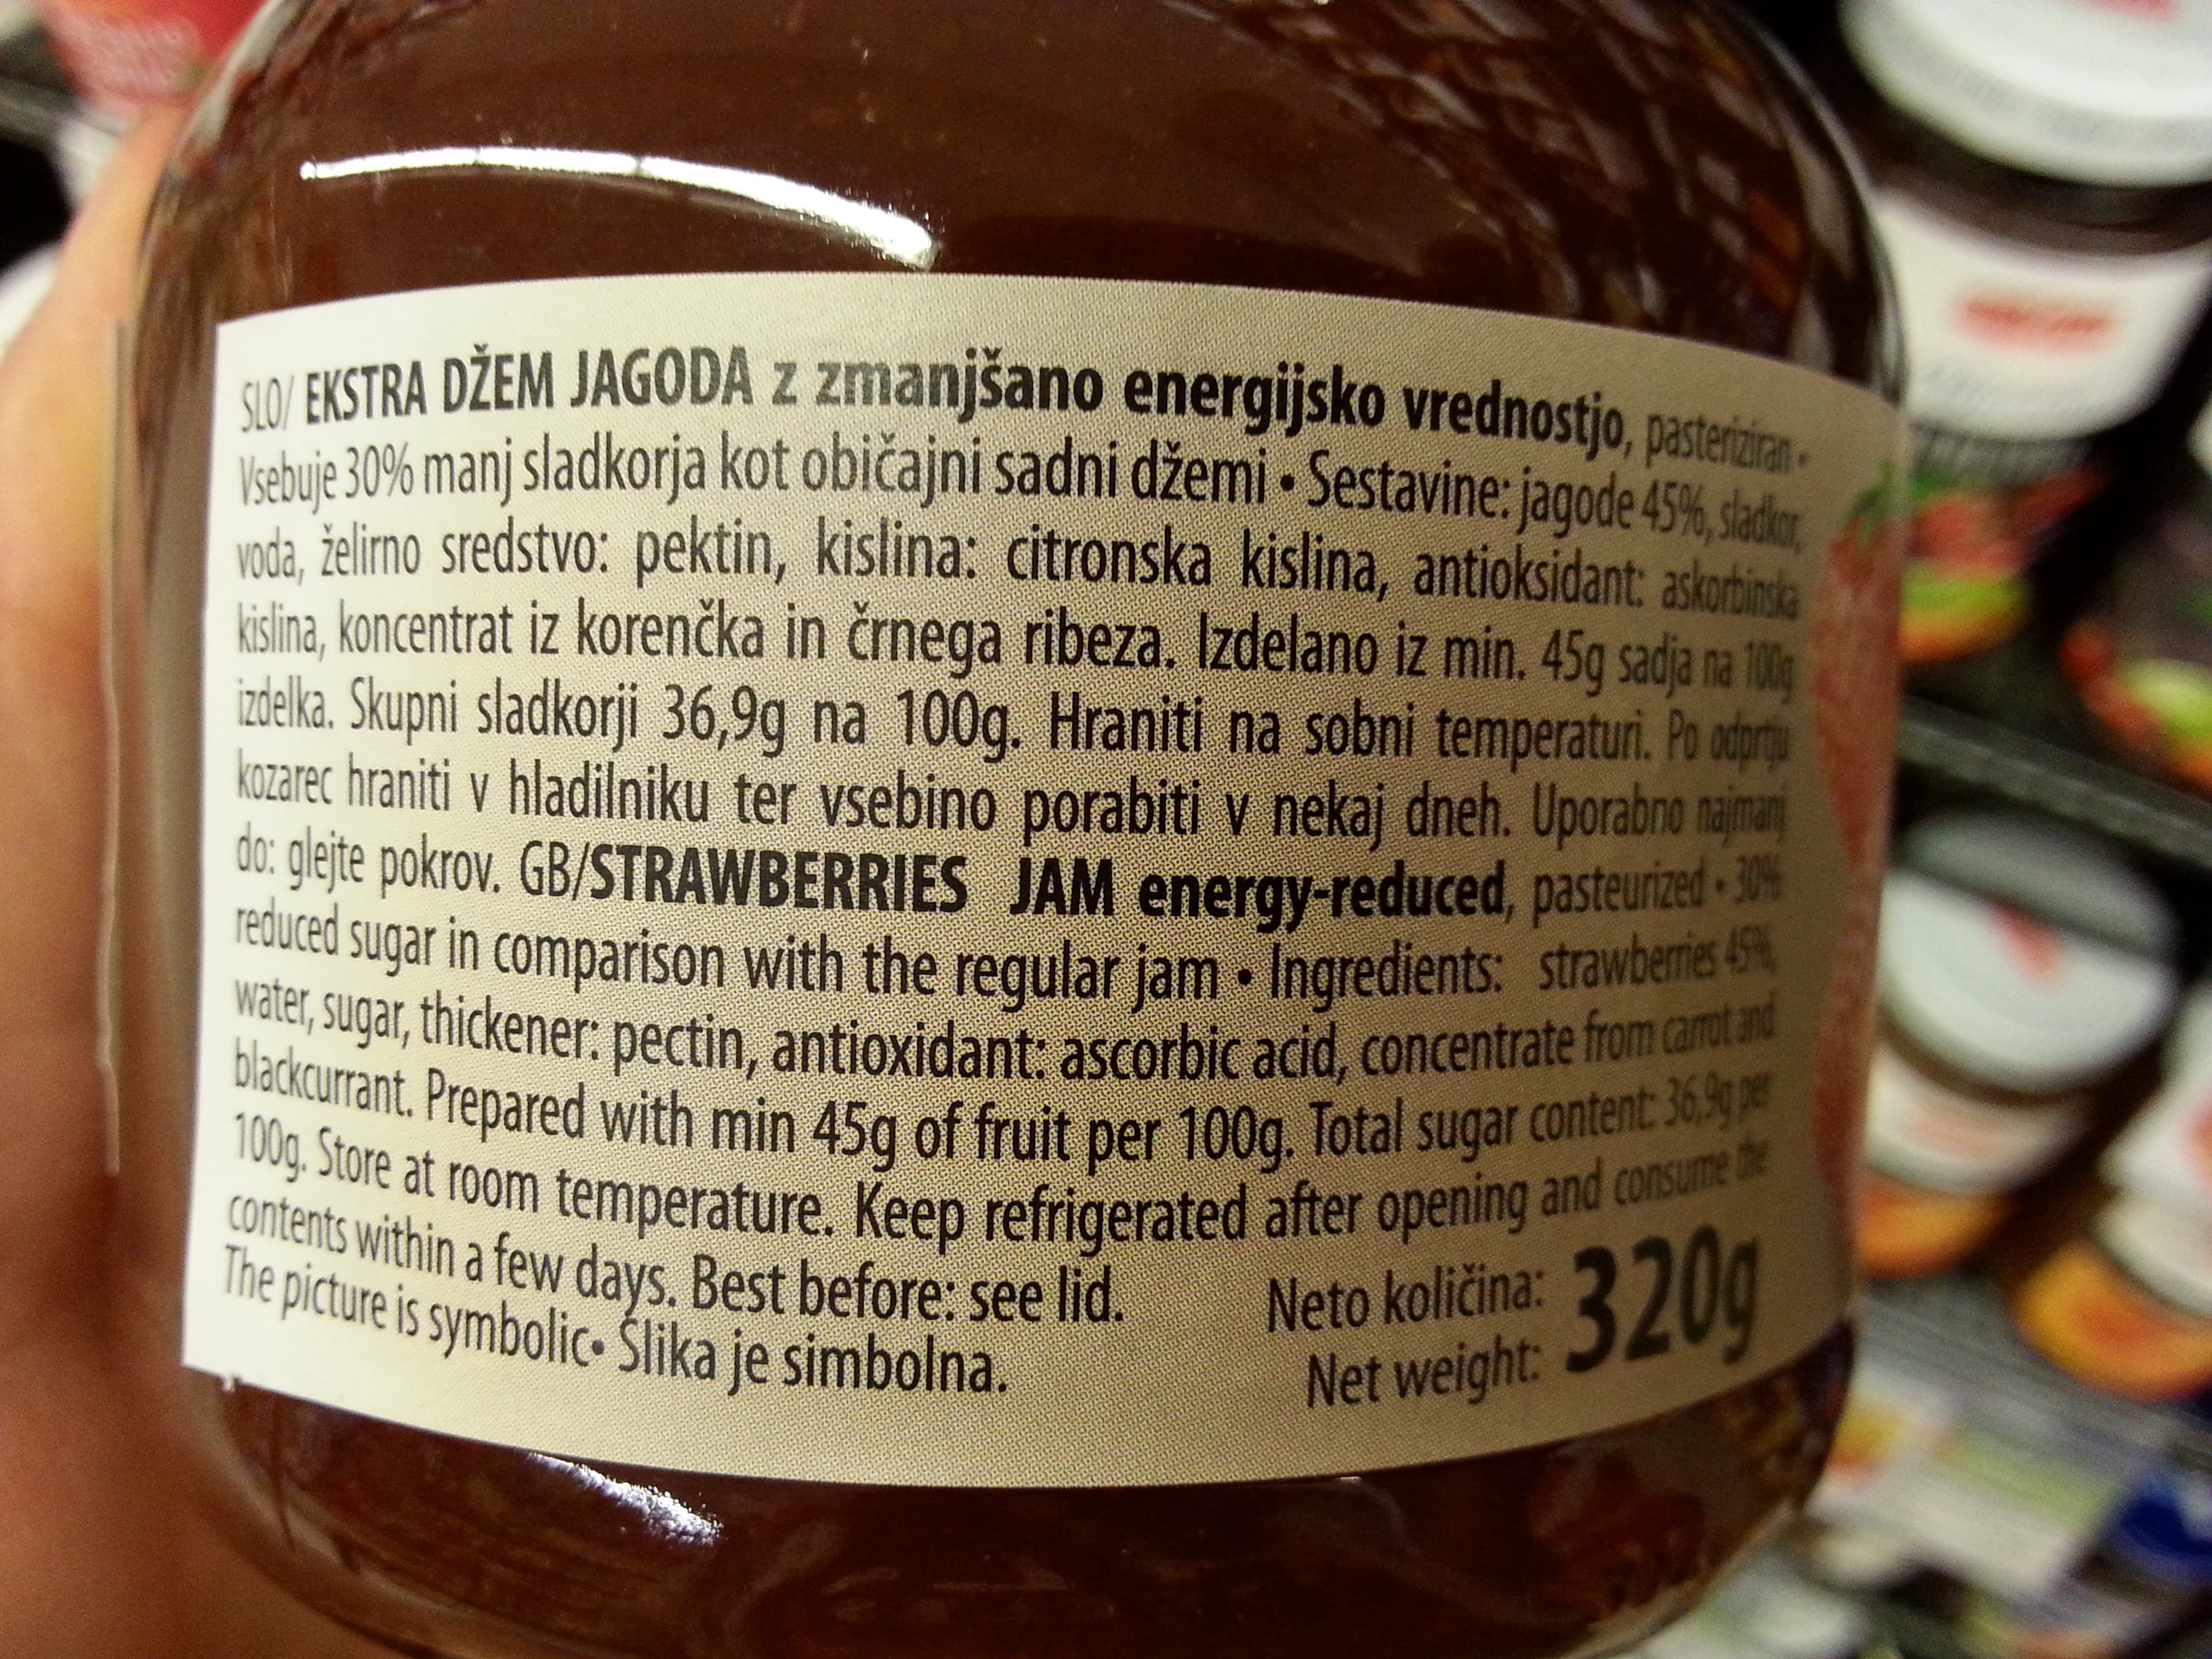 SLO/ EKSTRA DŽEM JAGODA z zmanjšano energijsko vrednostjo, pasteriziran •
Vsebuje 30% manj sladkorja kot običajni sadni džemi • Sestavine: jagode 45%, sladkor,
voda, želirno sredstvo: pektin, kislina: citronska kislina, antioksidant: askorbinska
kislina, koncentrat iz korenčka in črnega ribeza. Izdelano iz min. 45g sadja na 100g
izdelka. Skupni sladkorji 36,9g na 100g. Hraniti na sobni temperaturi. Po odprtju
kozarec hraniti v hladilniku ter vsebino porabiti v nekaj dneh. Uporabno najmanj
do: glejte pokrov. GB/STRAWBERRIES JAM energy-reduced, pasteurized • 30%
reduced sugar in comparison with the regular jam • Ingredients: strawberries 45%,
water, sugar, thickener: pectin, antioxidant: ascorbic acid, concentrate from carrot and
blackcurrant. Prepared with min 45g of fruit per 100g. Total sugar content: 36,9g per
100g. Store at room temperature. Keep refrigerated after opening and consume the
contents within a few days. Best before: see lid.
The picture is symbolic• Slika je simbolna.
Neto količina: 320g
Net weight: